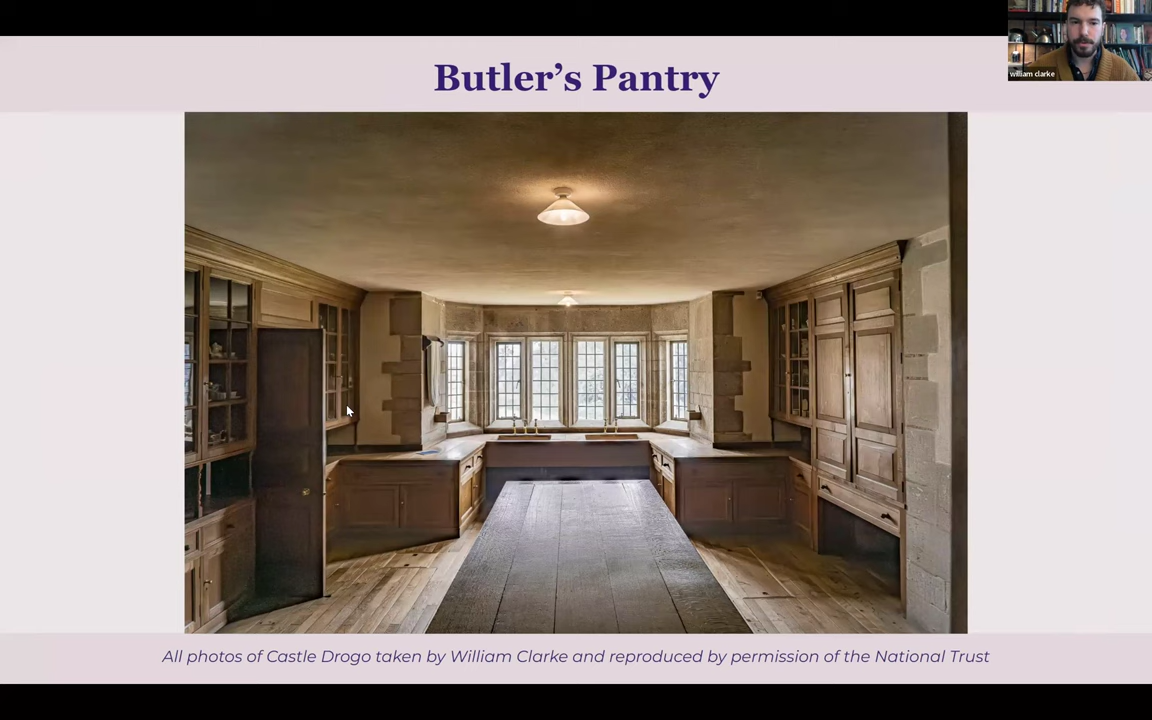 Butler's Pantry
william clarke
All photos of Castle Drogo taken by William Clarke and reproduced by permission of the National Trust